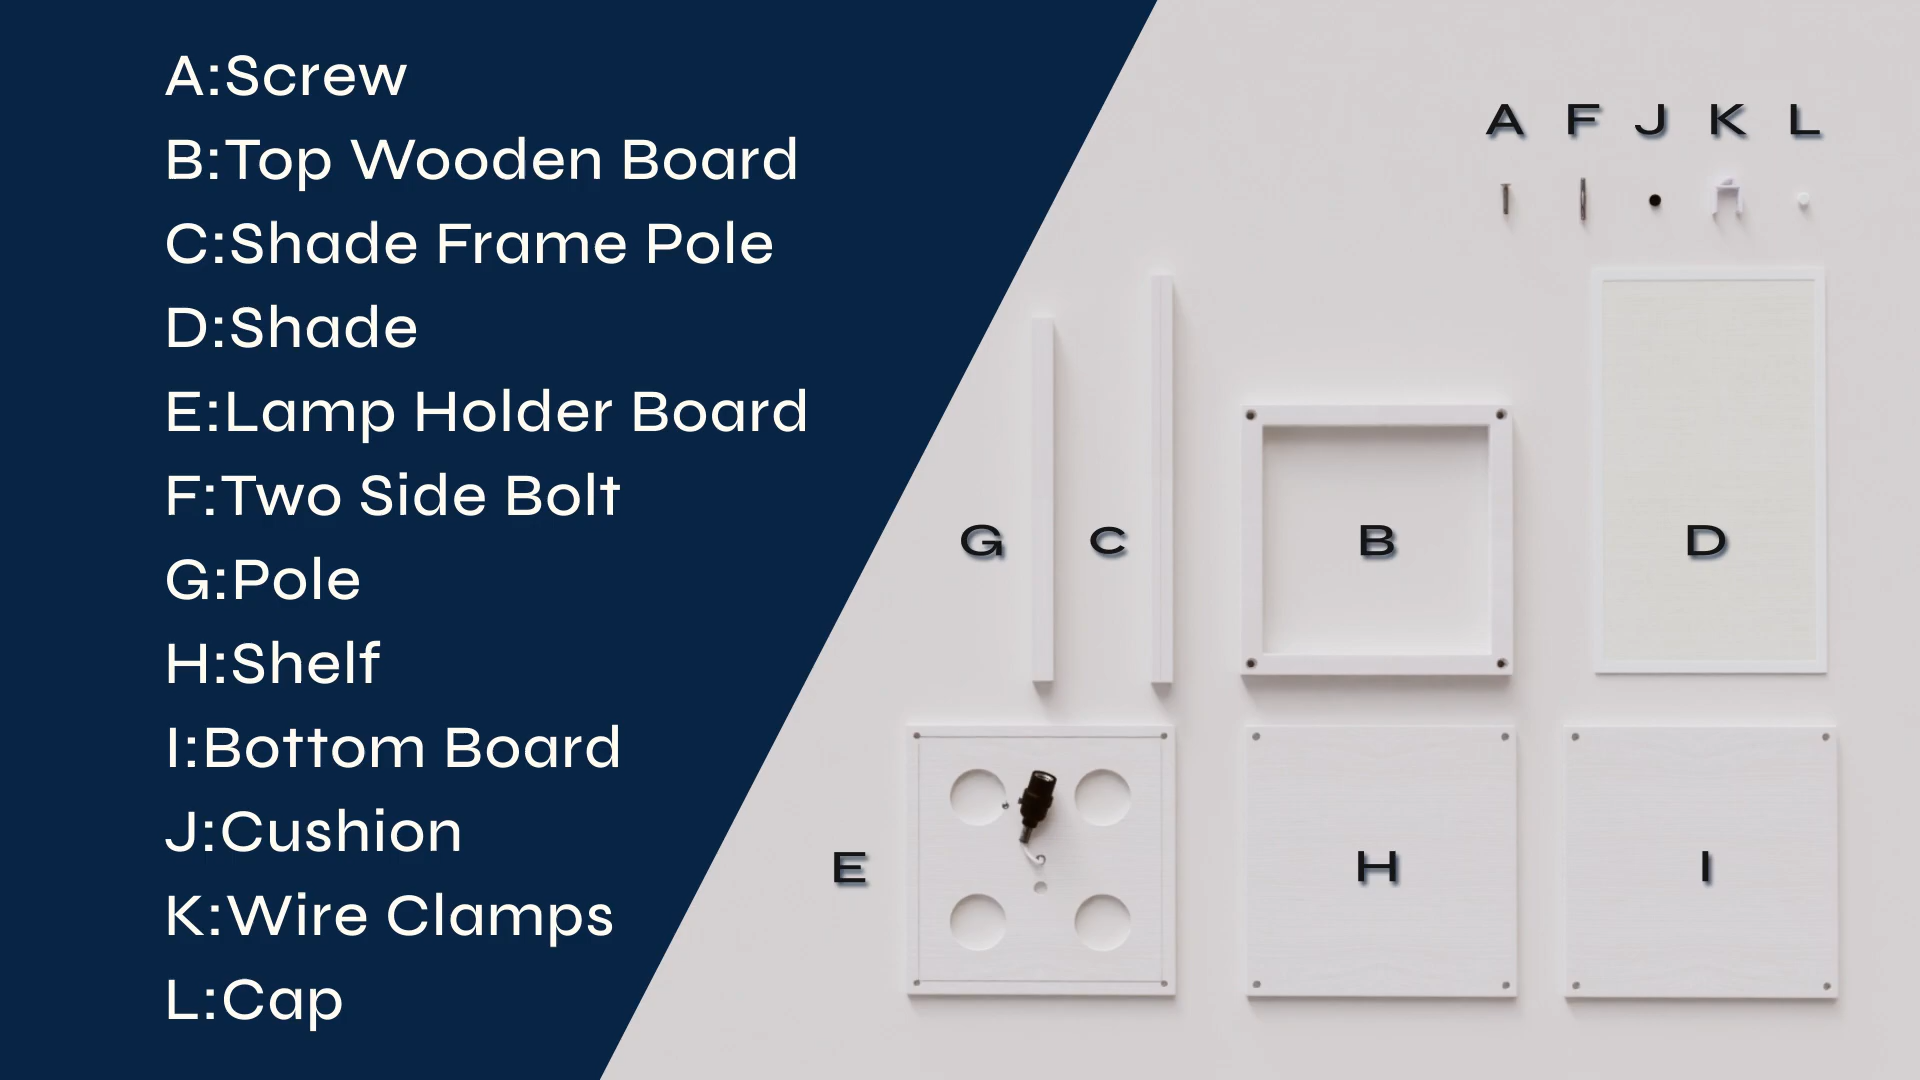 A:Screw
B:Top Wooden Board
C:Shade Frame Pole
D:Shade
E:Lamp Holder Board
F:Two Side Bolt
G:Pole
H:Shelf
I:Bottom Board
J:Cushion
K:Wire Clamps
L:Cap
A F J K L
G C B D
E H I